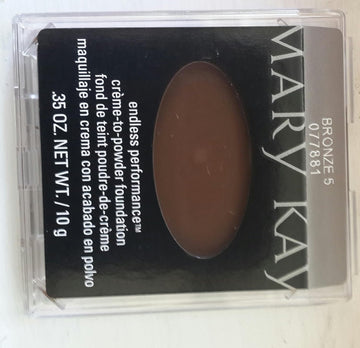 BRONZE 5
077881
MARY KAY
endless performance™
crème-to-powder foundation
fond de teint poudre-de-crème
maquillaje en crema con acabado en polvo
.35 OZ. NET WT. / 10 g